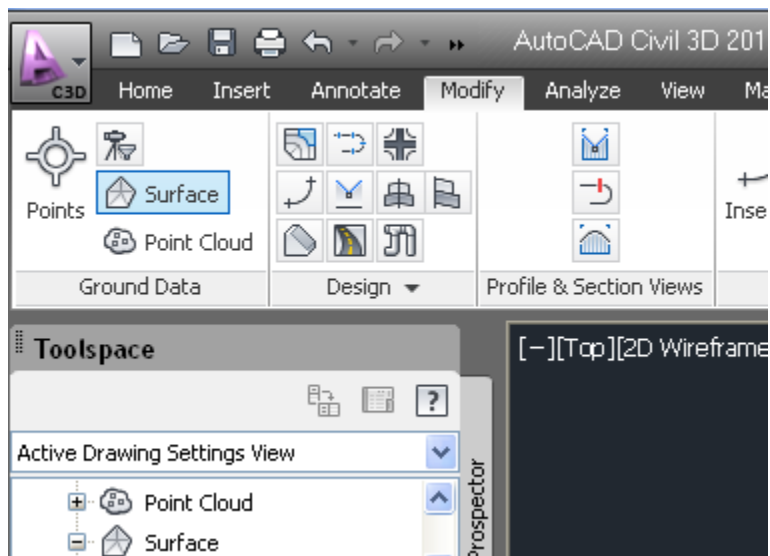 AutoCAD Civil 3D 201
C3D
Home Insert Annotate Modify Analyze View Ma
Points
Surface
Point Cloud
Inse
Ground Data
Design
Profile & Section Views
Toolspace
[−][Top][2D Wireframe
?
Active Drawing Settings View
Point Cloud
Surface
Prospector